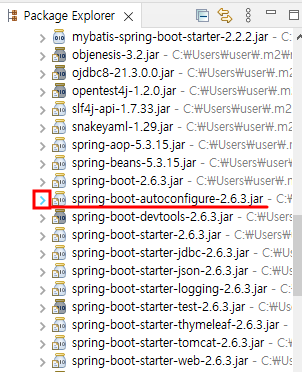 Package Explorer
mybatis-spring-boot-starter-2.2.2.jar - C:
objenesis-3.2.jar - C:₩Users₩user₩.m2₩
ojdbc8-21.3.0.0.jar - C:₩Users₩user₩.m2
opentest4j-1.2.0.jar - C:₩Users₩user₩.m
slf4j-api-1.7.33.jar - C:₩Users₩user₩.m2
snakeyaml-1.29.jar - C:₩Users₩user₩.m2
spring-aop-5.3.15.jar - C:₩Users₩user₩.
spring-beans-5.3.15.jar - C:₩Users₩user
spring-boot-2.6.3.jar - C:₩Users₩user₩.
spring-boot-autoconfigure-2.6.3.jar - C:
spring-boot-devtools-2.6.3.jar - C:₩User
spring-boot-starter-2.6.3.jar - C:₩Users₩
spring-boot-starter-jdbc-2.6.3.jar - C:₩U
spring-boot-starter-json-2.6.3.jar - C:₩U
spring-boot-starter-logging-2.6.3.jar - C:
spring-boot-starter-test-2.6.3.jar - C:₩U
spring-boot-starter-thymeleaf-2.6.3.jar -
spring-boot-starter-tomcat-2.6.3.jar - C:
spring-boot-starter-web-2.6.3.jar - C:₩